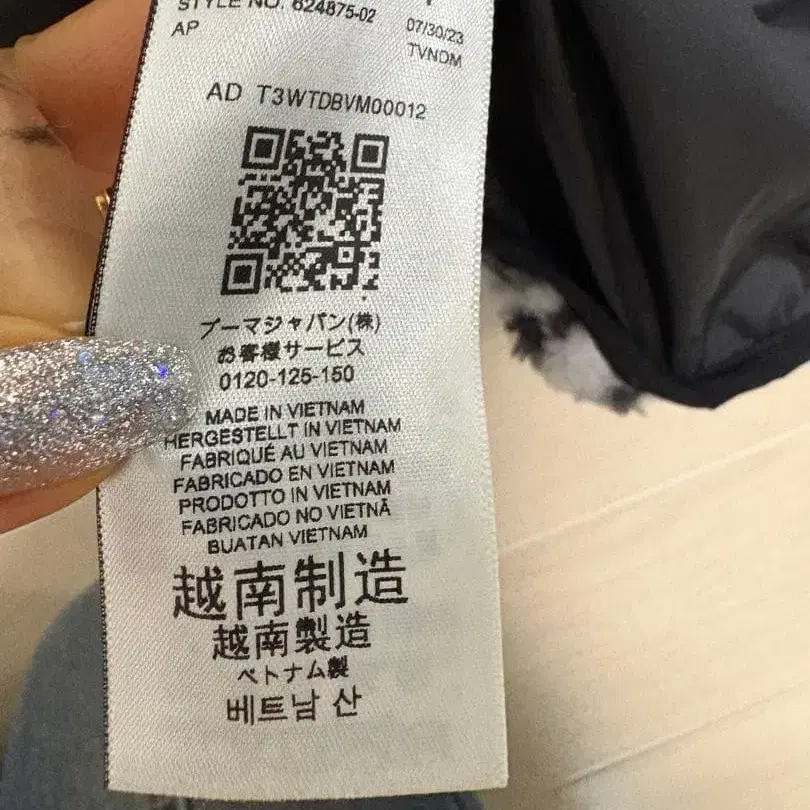 STYLE NO. 624875-02
AP
07/30/23
TVNDM
AD T3WTDBVM00012
プーマジャパン(株)
お客様サービス
0120-125-150
MADE IN VIETNAM
HERGESTELLT IN VIETNAM
FABRIQUÉ AU VIETNAM
FABRICADO EN VIETNAM
PRODOTTO IN VIETNAM
FABRICADO NO VIETNÃ
BUATAN VIETNAM
越南制造
越南製造
ベトナム製
베트남 산